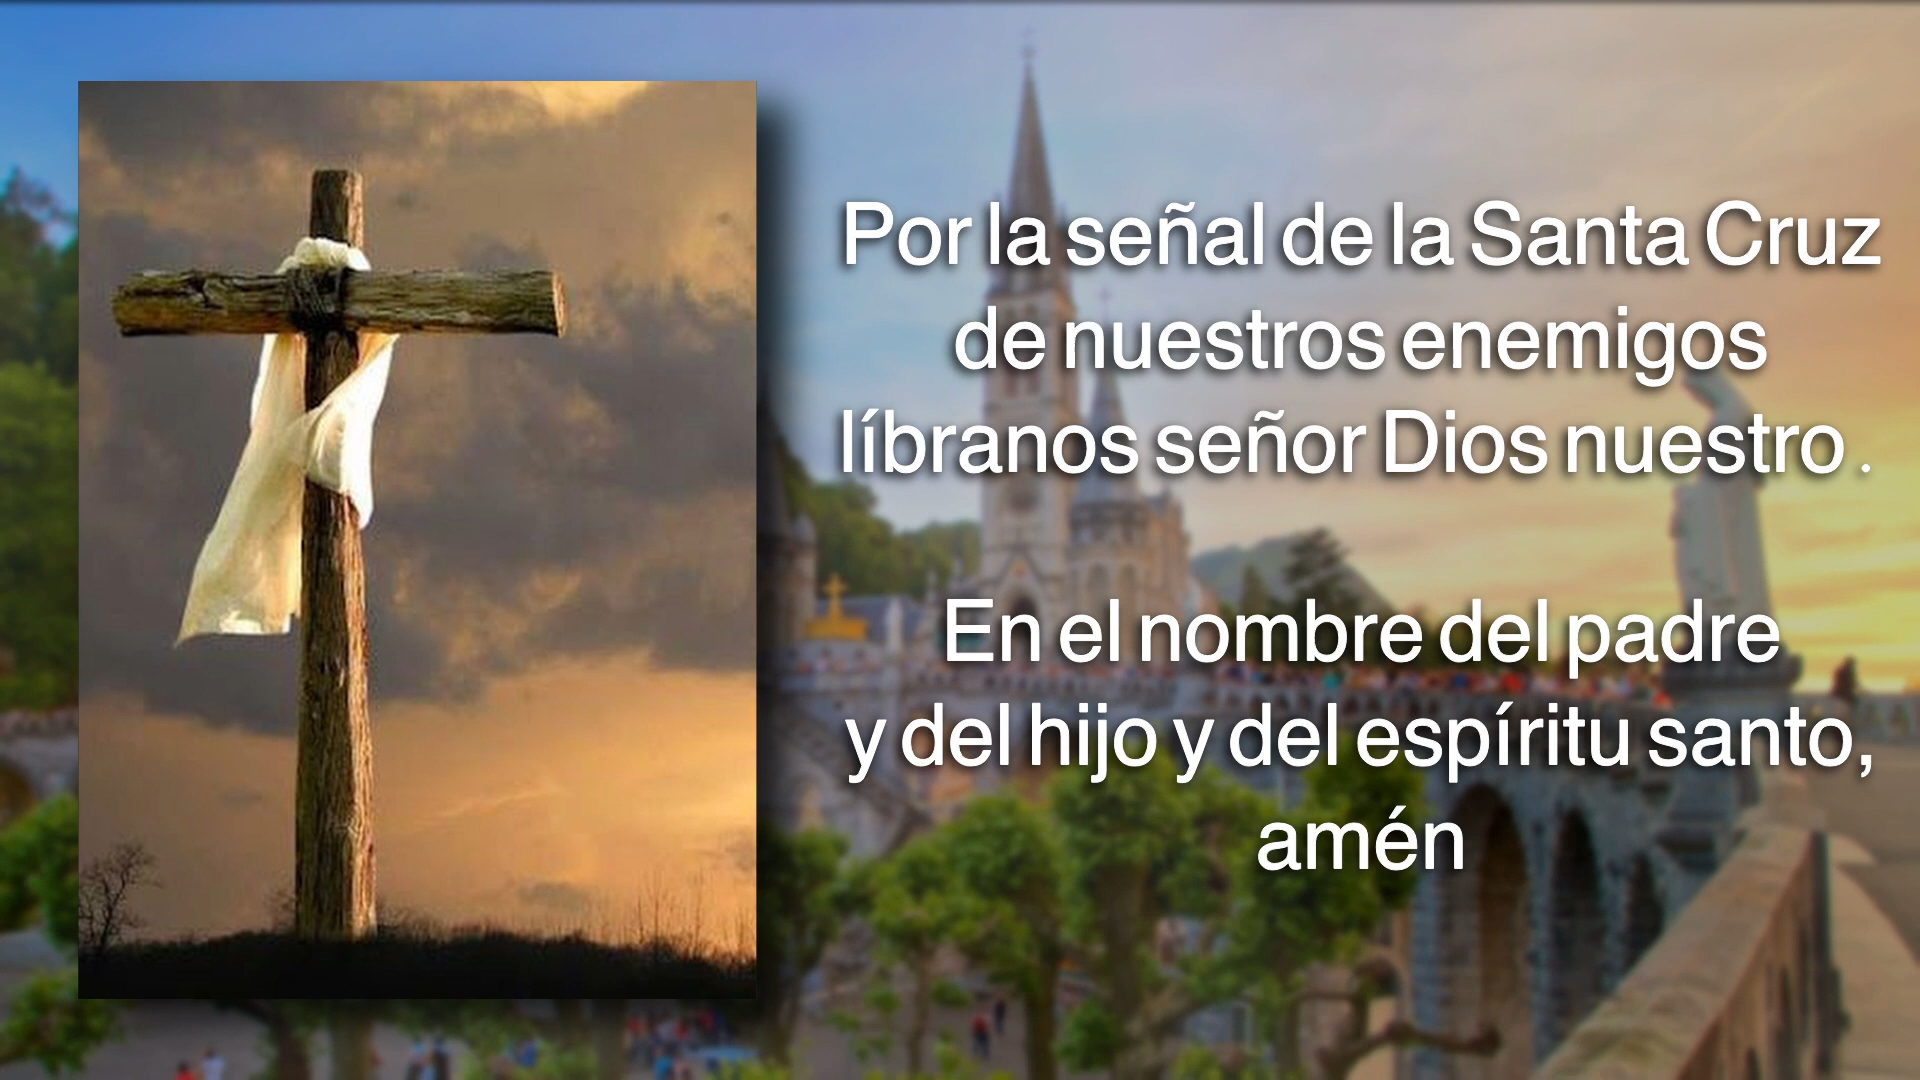 Por la señal de la Santa Cruz
de nuestros enemigos
líbranos señor Dios nuestro .
En el nombre del padre
y del hijo y del espíritu santo,
amén